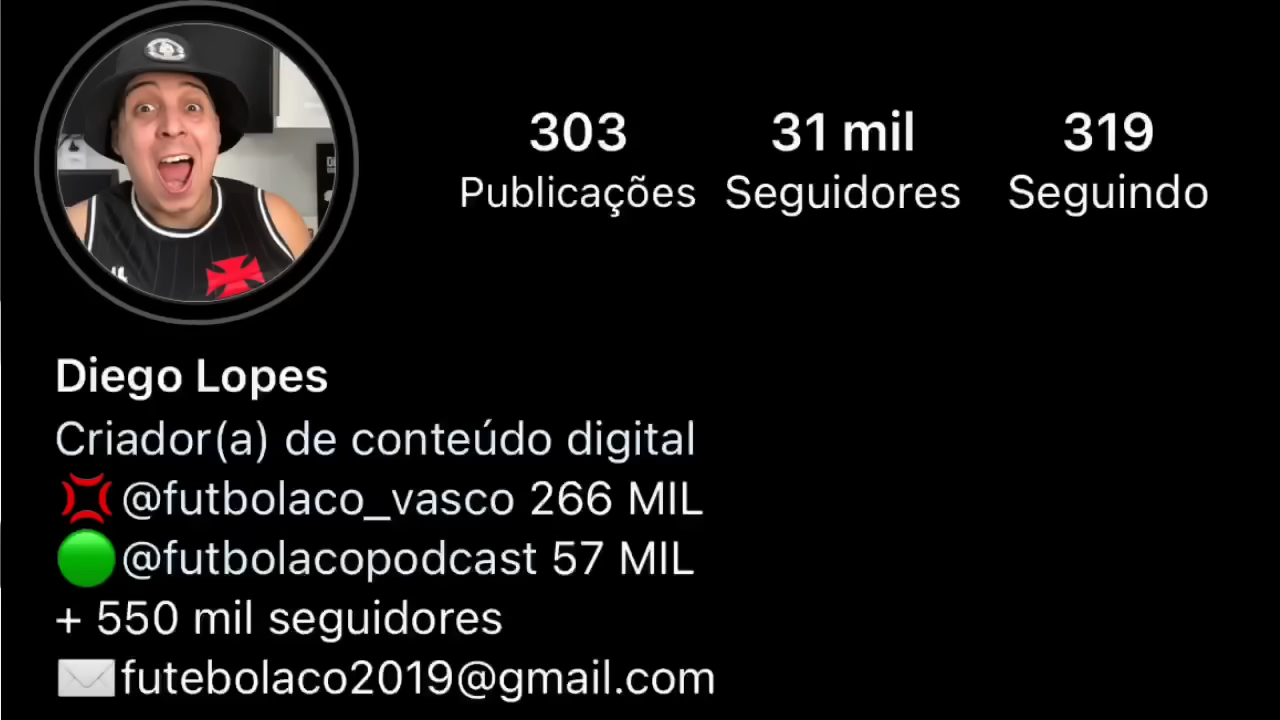 303 31 mil 319
Publicações Seguidores Seguindo
Diego Lopes
Criador(a) de conteúdo digital
@futbolaco_vasco 266 MIL
@futbolacopodcast 57 MIL
+ 550 mil seguidores
futebolaco2019@gmail.com